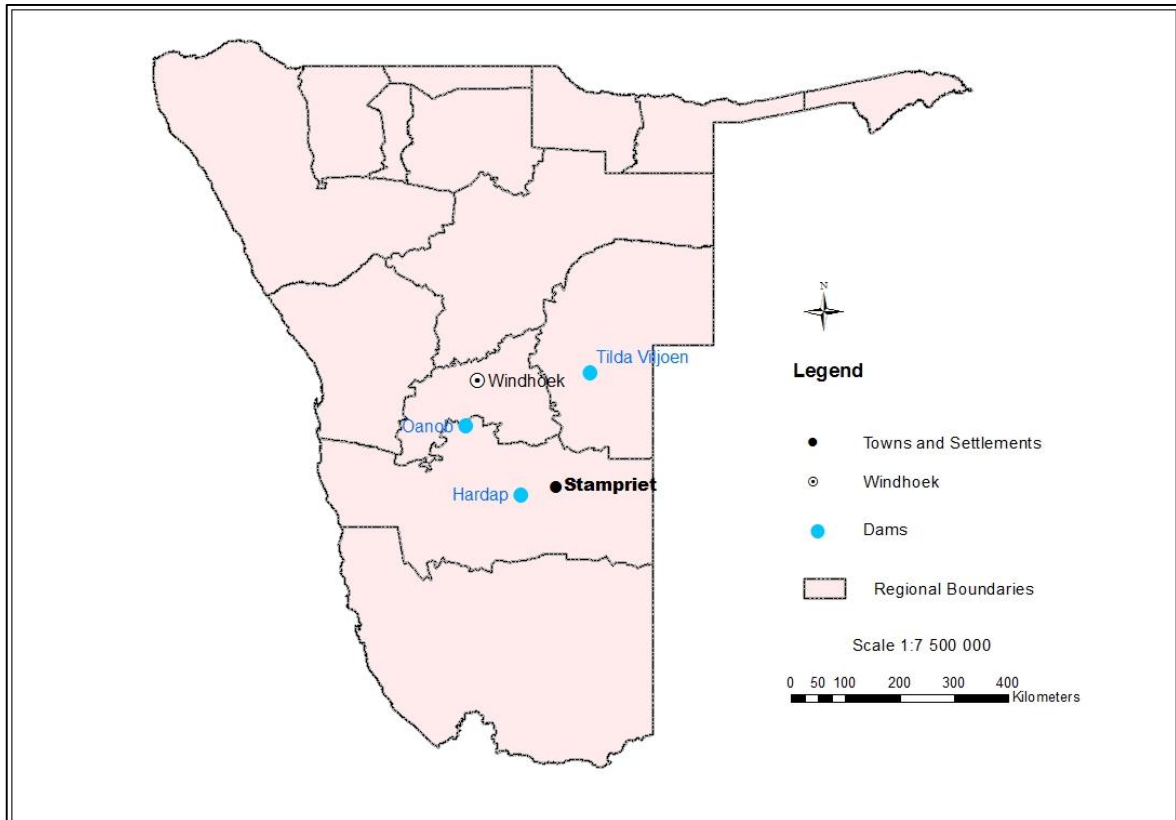 N
Tilda Viljoen
Windhoek
Oanob
Stampriet
Hardap
Legend
Towns and Settlements
Windhoek
Dams
Regional Boundaries
Scale 1:7 500 000
0 50 100 200 300 400
Kilometers